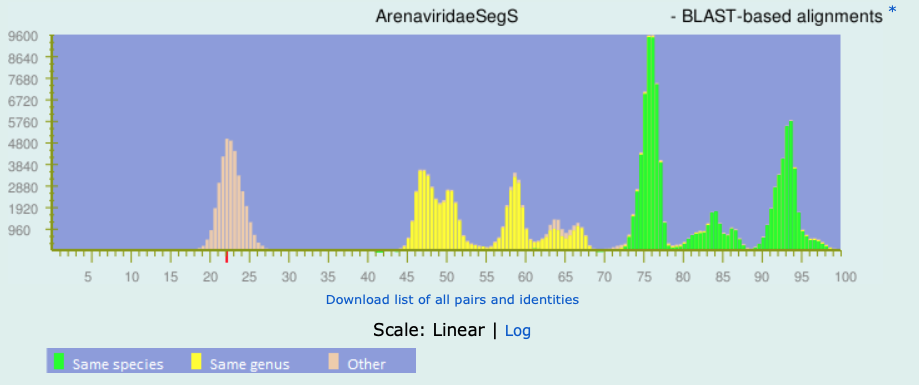 ArenaviridaeSegS - BLAST-based alignments *
9600
8640
7680
6720
5760
4800
3840
2880
1920
960
5 10 15 20 25 30 35 40 45 50 55 60 65 70 75 80 85 90 95 100
Download list of all pairs and identities
Scale: Linear | Log
Same species Same genus Other